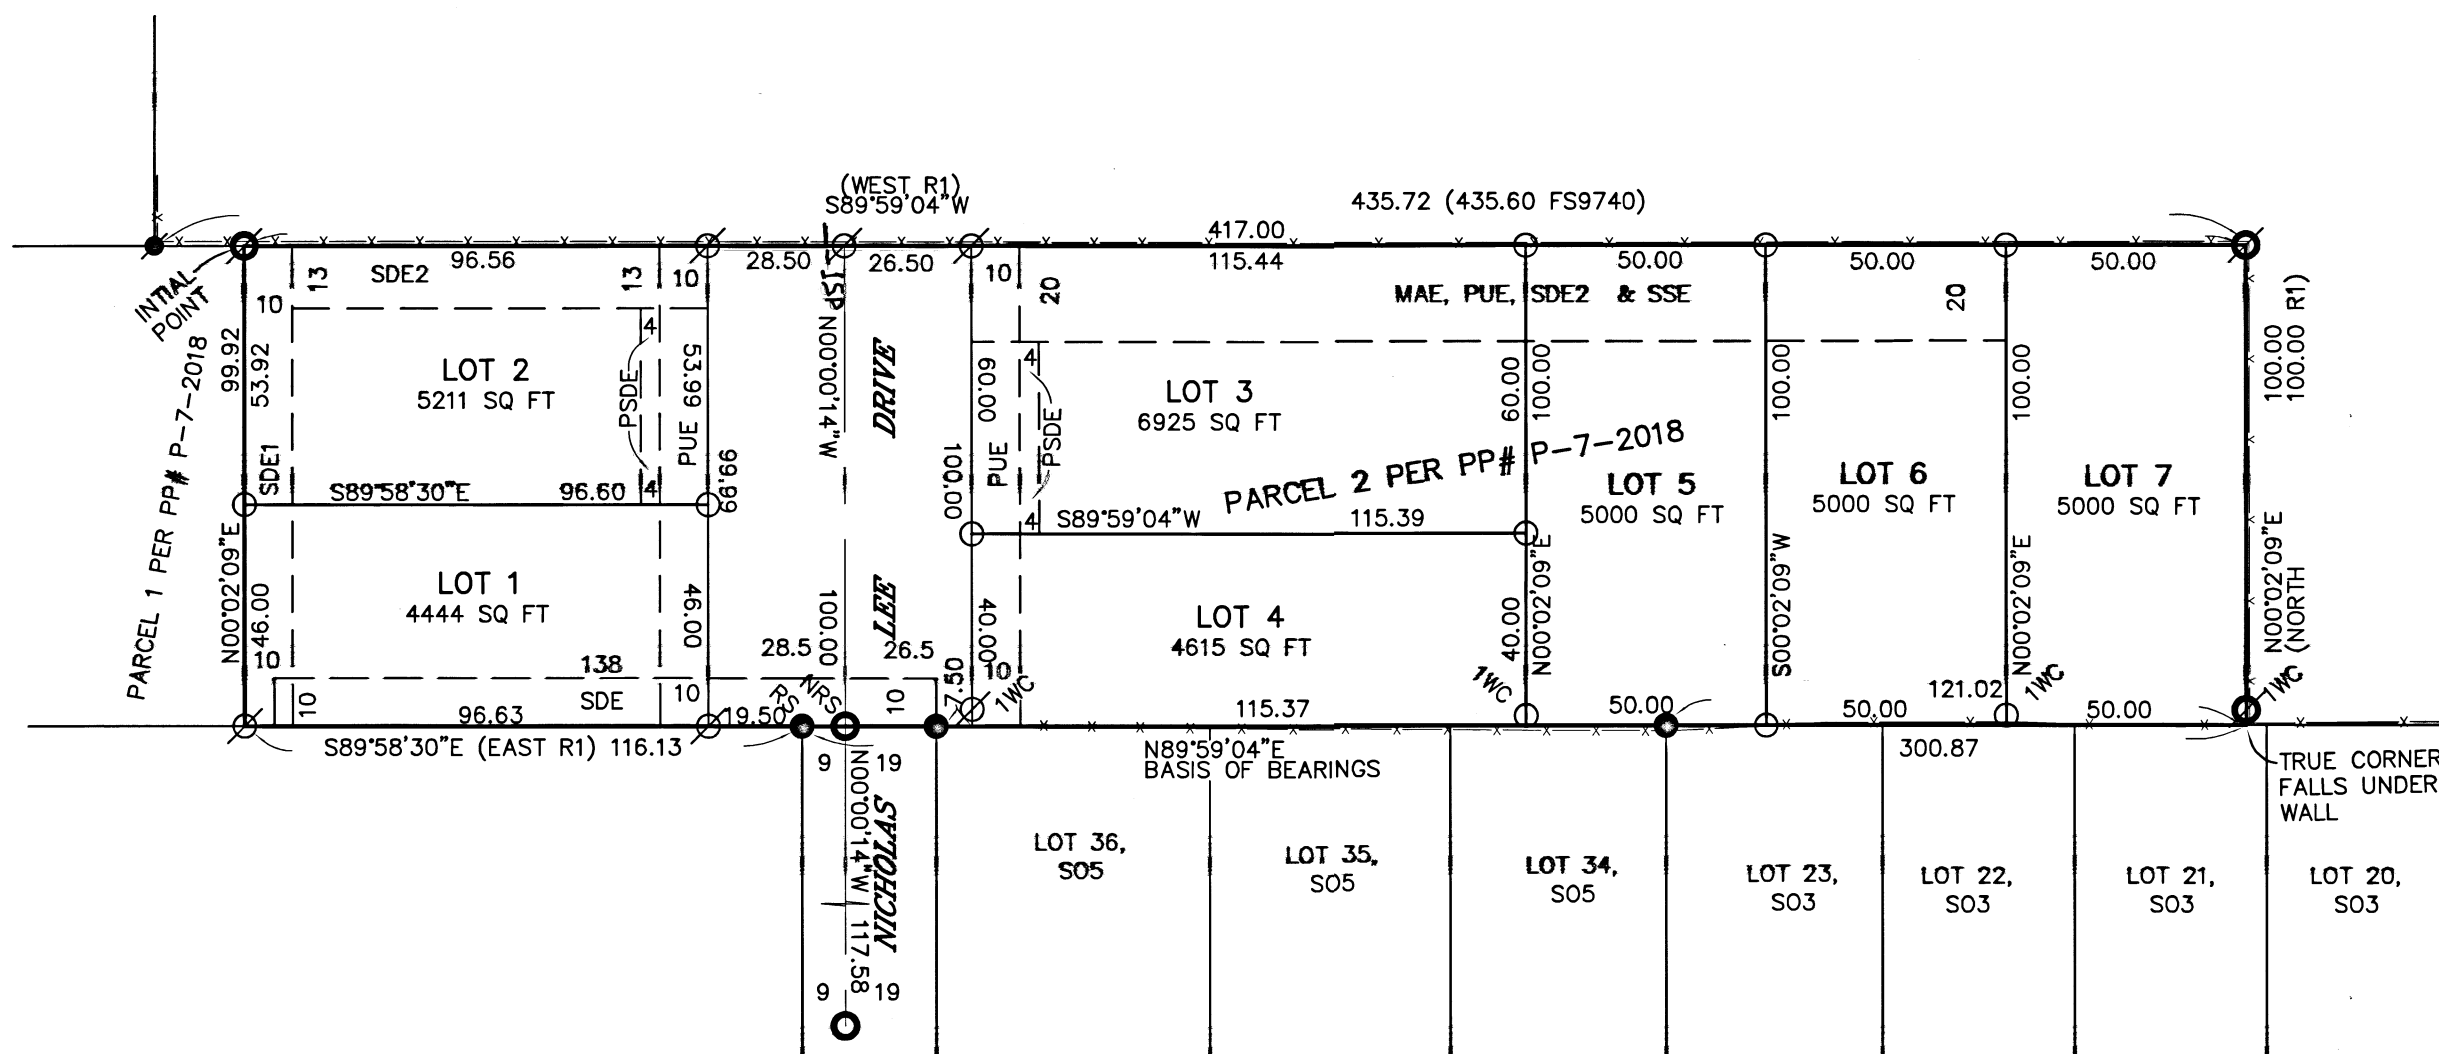 (WEST R1)
S89°59'04"W
435.72 (435.60 FS9740)
417.00
96.56
28.50
26.50
115.44
50.00
50.00
50.00
INTIAL
POINT
13
SDE2
13
10
10
20
MAE, PUE, SDE2 & SSE
20
10
LSP
N00°00'14"W
DRIVE
99.92
53.92
LOT 2
5211 SQ FT
4
PSDE
53.99
PUE
60.00
4
PSDE
PUE
LOT 3
6925 SQ FT
60.00
100.00
100.00
100.00
100.00
100.00 R1)
PARCEL 1 PER PP# P-7-2018
PARCEL 2 PER PP# P-7-2018
SDE1
S89°58'30"E
96.60
4
99.99
100.00
4
S89°59'04"W
115.39
LOT 5
5000 SQ FT
LOT 6
5000 SQ FT
LOT 7
5000 SQ FT
N00°02'09"E
46.00
LOT 1
4444 SQ FT
46.00
100.00
LEE
40.00
LOT 4
4615 SQ FT
40.00
N00°02'09"E
S00°02'09"W
N00°02'09"E
N00°02'09"E
(NORTH
10
138
28.5
26.5
10
10
SDE
10
RS
NRS
10
7.50
1WC
1WC
1WC
1WC
96.63
19.50
115.37
50.00
121.02
50.00
50.00
S89°58'30"E (EAST R1) 116.13
N89°59'04"E
BASIS OF BEARINGS
300.87
TRUE CORNER
FALLS UNDER
WALL
9
19
N00°00'14"W
117.58
NICHOLAS
9
19
LOT 36,
S05
LOT 35,
S05
LOT 34,
S05
LOT 23,
S03
LOT 22,
S03
LOT 21,
S03
LOT 20,
S03